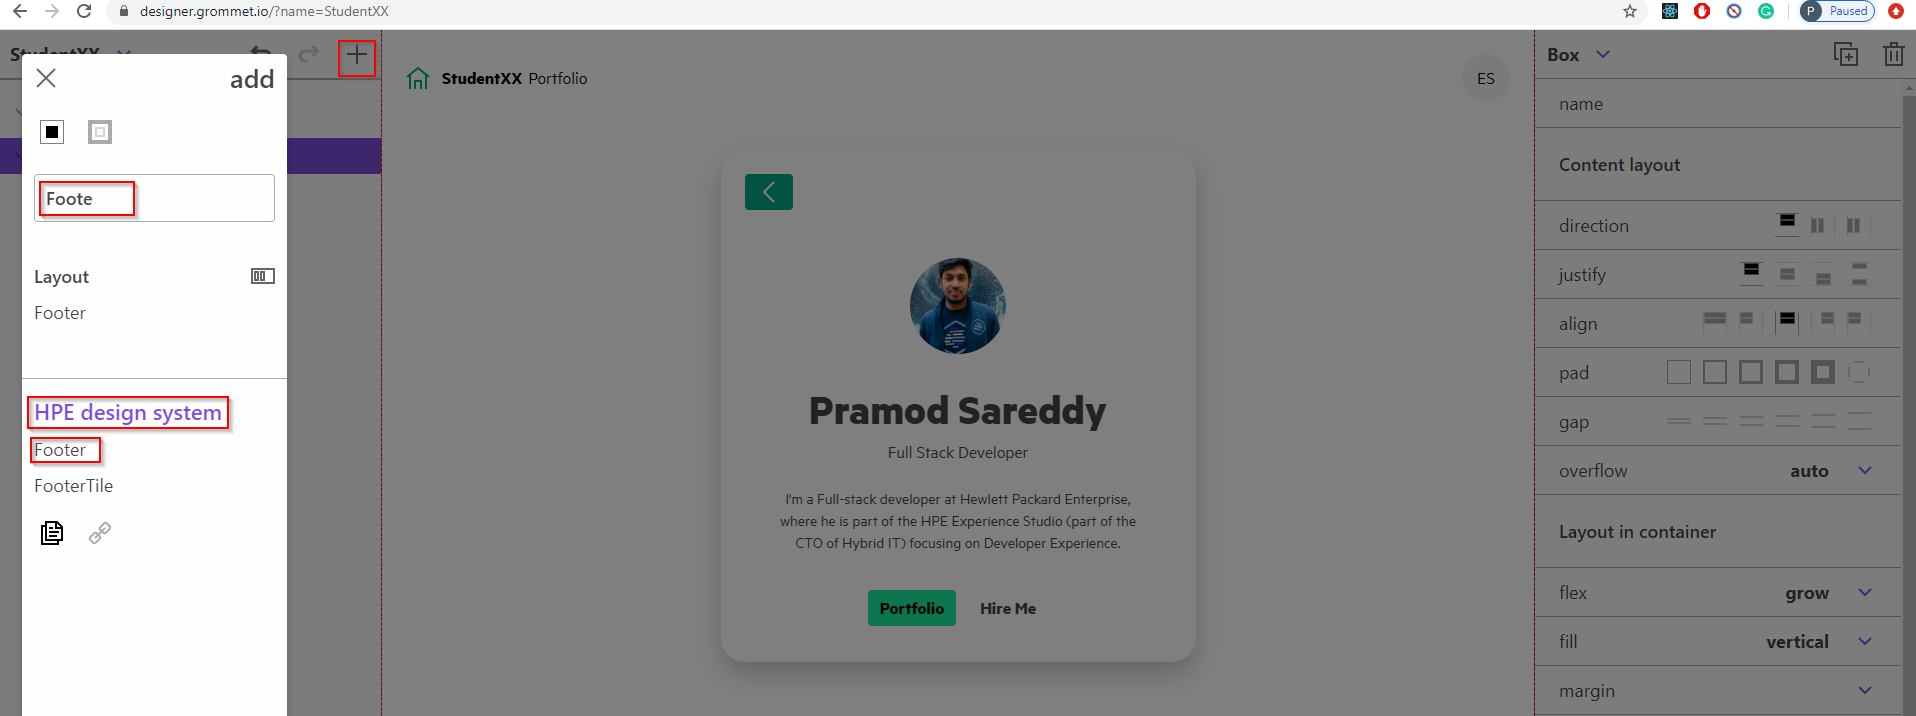 designer.grommet.io/?name=StudentXX
P Paused
StudentXX
add
Foote
Layout
Footer
HPE design system
Footer
FooterTile
StudentXX Portfolio
ES
Pramod Sareddy
Full Stack Developer
I'm a Full-stack developer at Hewlett Packard Enterprise,
where he is part of the HPE Experience Studio (part of the
CTO of Hybrid IT) focusing on Developer Experience.
Portfolio Hire Me
Box
name
Content layout
direction
justify
align
pad
gap
overflow auto
Layout in container
flex grow
fill vertical
margin